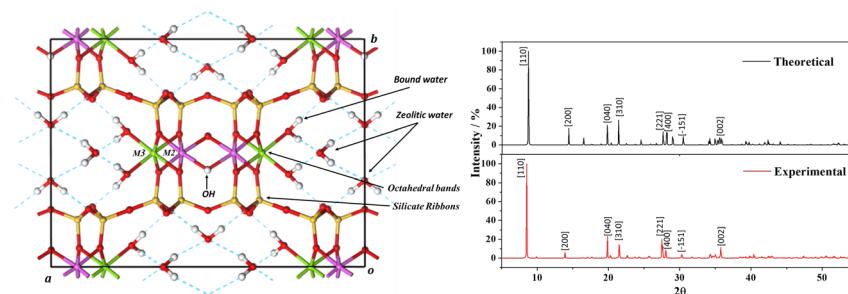 b
Bound water
Zeolitic water
M3
M2
OH
Octahedral bands
Silicate Ribbons
a
o
Intensity / %
100
80
60
40
20
0
[110]
[200]
[040]
[310]
[221]
[400]
[-151]
[002]
Theoretical
100
80
60
40
20
0
[110]
[200]
[040]
[310]
[221]
[400]
[-151]
[002]
Experimental
10
20
30
40
50
2θ